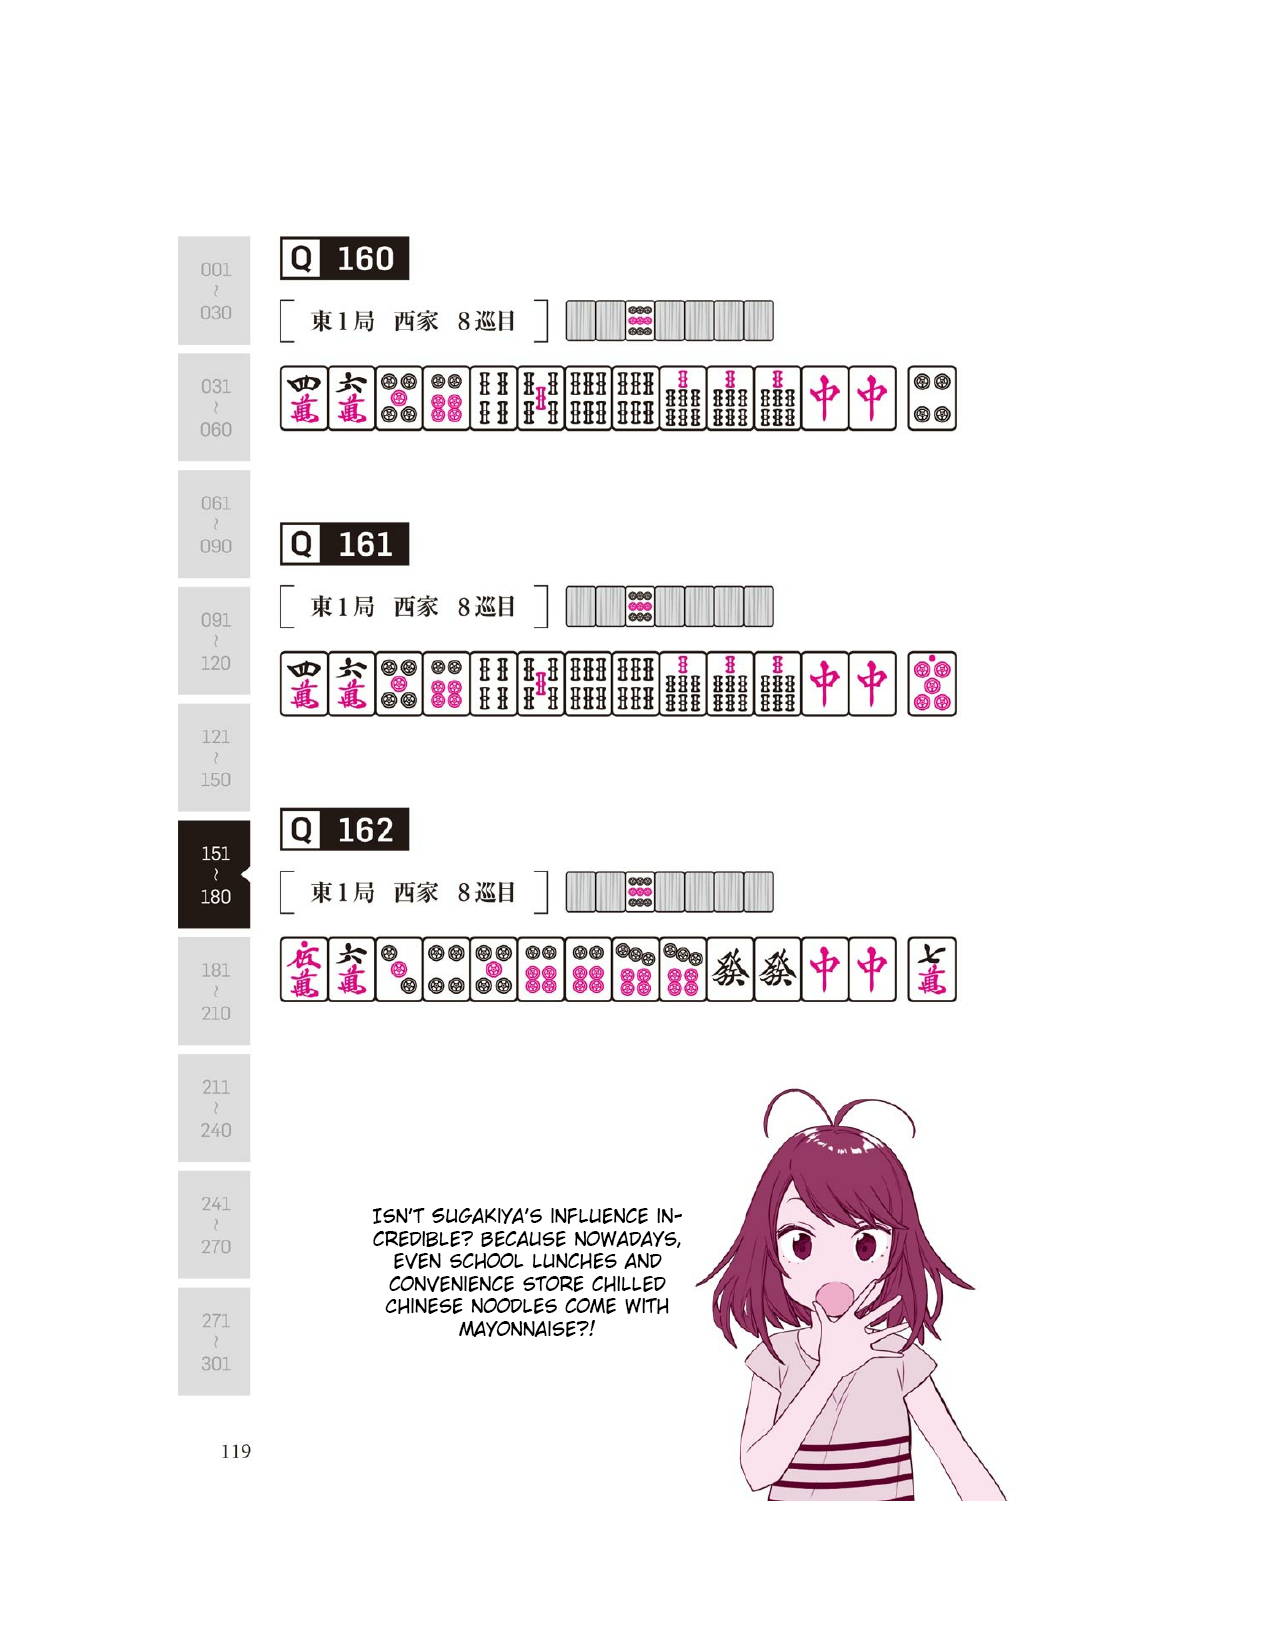 001
~
030
031
~
060
061
~
090
091
~
120
121
~
150
151
~
180
181
~
210
211
~
240
241
~
270
271
~
301
Q 160
[ 東1局 西家 8巡目 ]
四萬 六萬 中 中
Q 161
[ 東1局 西家 8巡目 ]
四萬 六萬 中 中
Q 162
[ 東1局 西家 8巡目 ]
伍萬 六萬 發 發 中 中 七萬
ISN'T SUGAKIYA'S INFLUENCE IN-
CREDIBLE? BECAUSE NOWADAYS,
EVEN SCHOOL LUNCHES AND
CONVENIENCE STORE CHILLED
CHINESE NOODLES COME WITH
MAYONNAISE?!
119